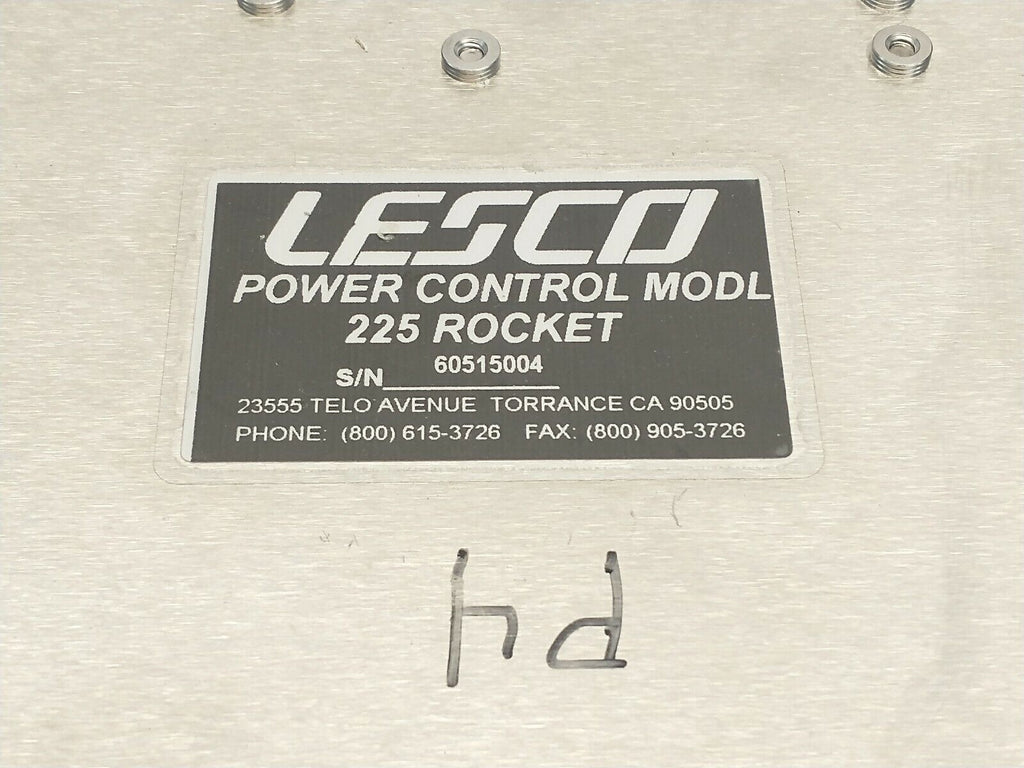 LESCO
POWER CONTROL MODL
225 ROCKET
S/N 60515004
23555 TELO AVENUE TORRANCE CA 90505
PHONE: (800) 615-3726 FAX: (800) 905-3726
hd